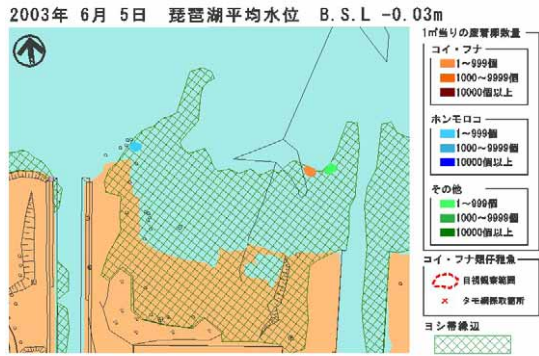 2003年 6月 5日 琵琶湖平均水位 B.S.L -0.03m
1㎡当りの産着卵数量
コイ・フナ
1～999個
1000～9999個
10000個以上
ホンモロコ
1～999個
1000～9999個
10000個以上
その他
1～999個
1000～9999個
10000個以上
コイ・フナ類仔稚魚
目視観察範囲
タモ網採取箇所
ヨシ帯縁辺